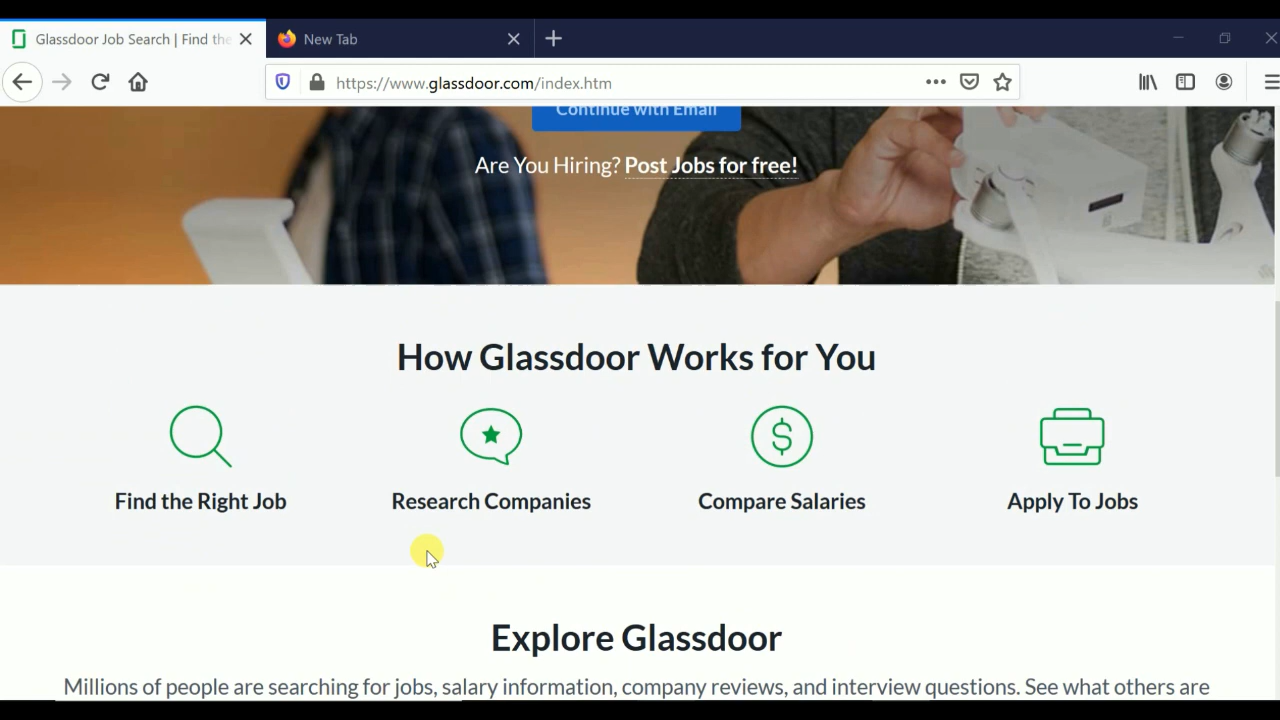 Glassdoor Job Search | Find the
New Tab
https://www.glassdoor.com/index.htm
Continue with Email
Are You Hiring? Post Jobs for free!
How Glassdoor Works for You
Find the Right Job
Research Companies
Compare Salaries
Apply To Jobs
Explore Glassdoor
Millions of people are searching for jobs, salary information, company reviews, and interview questions. See what others are